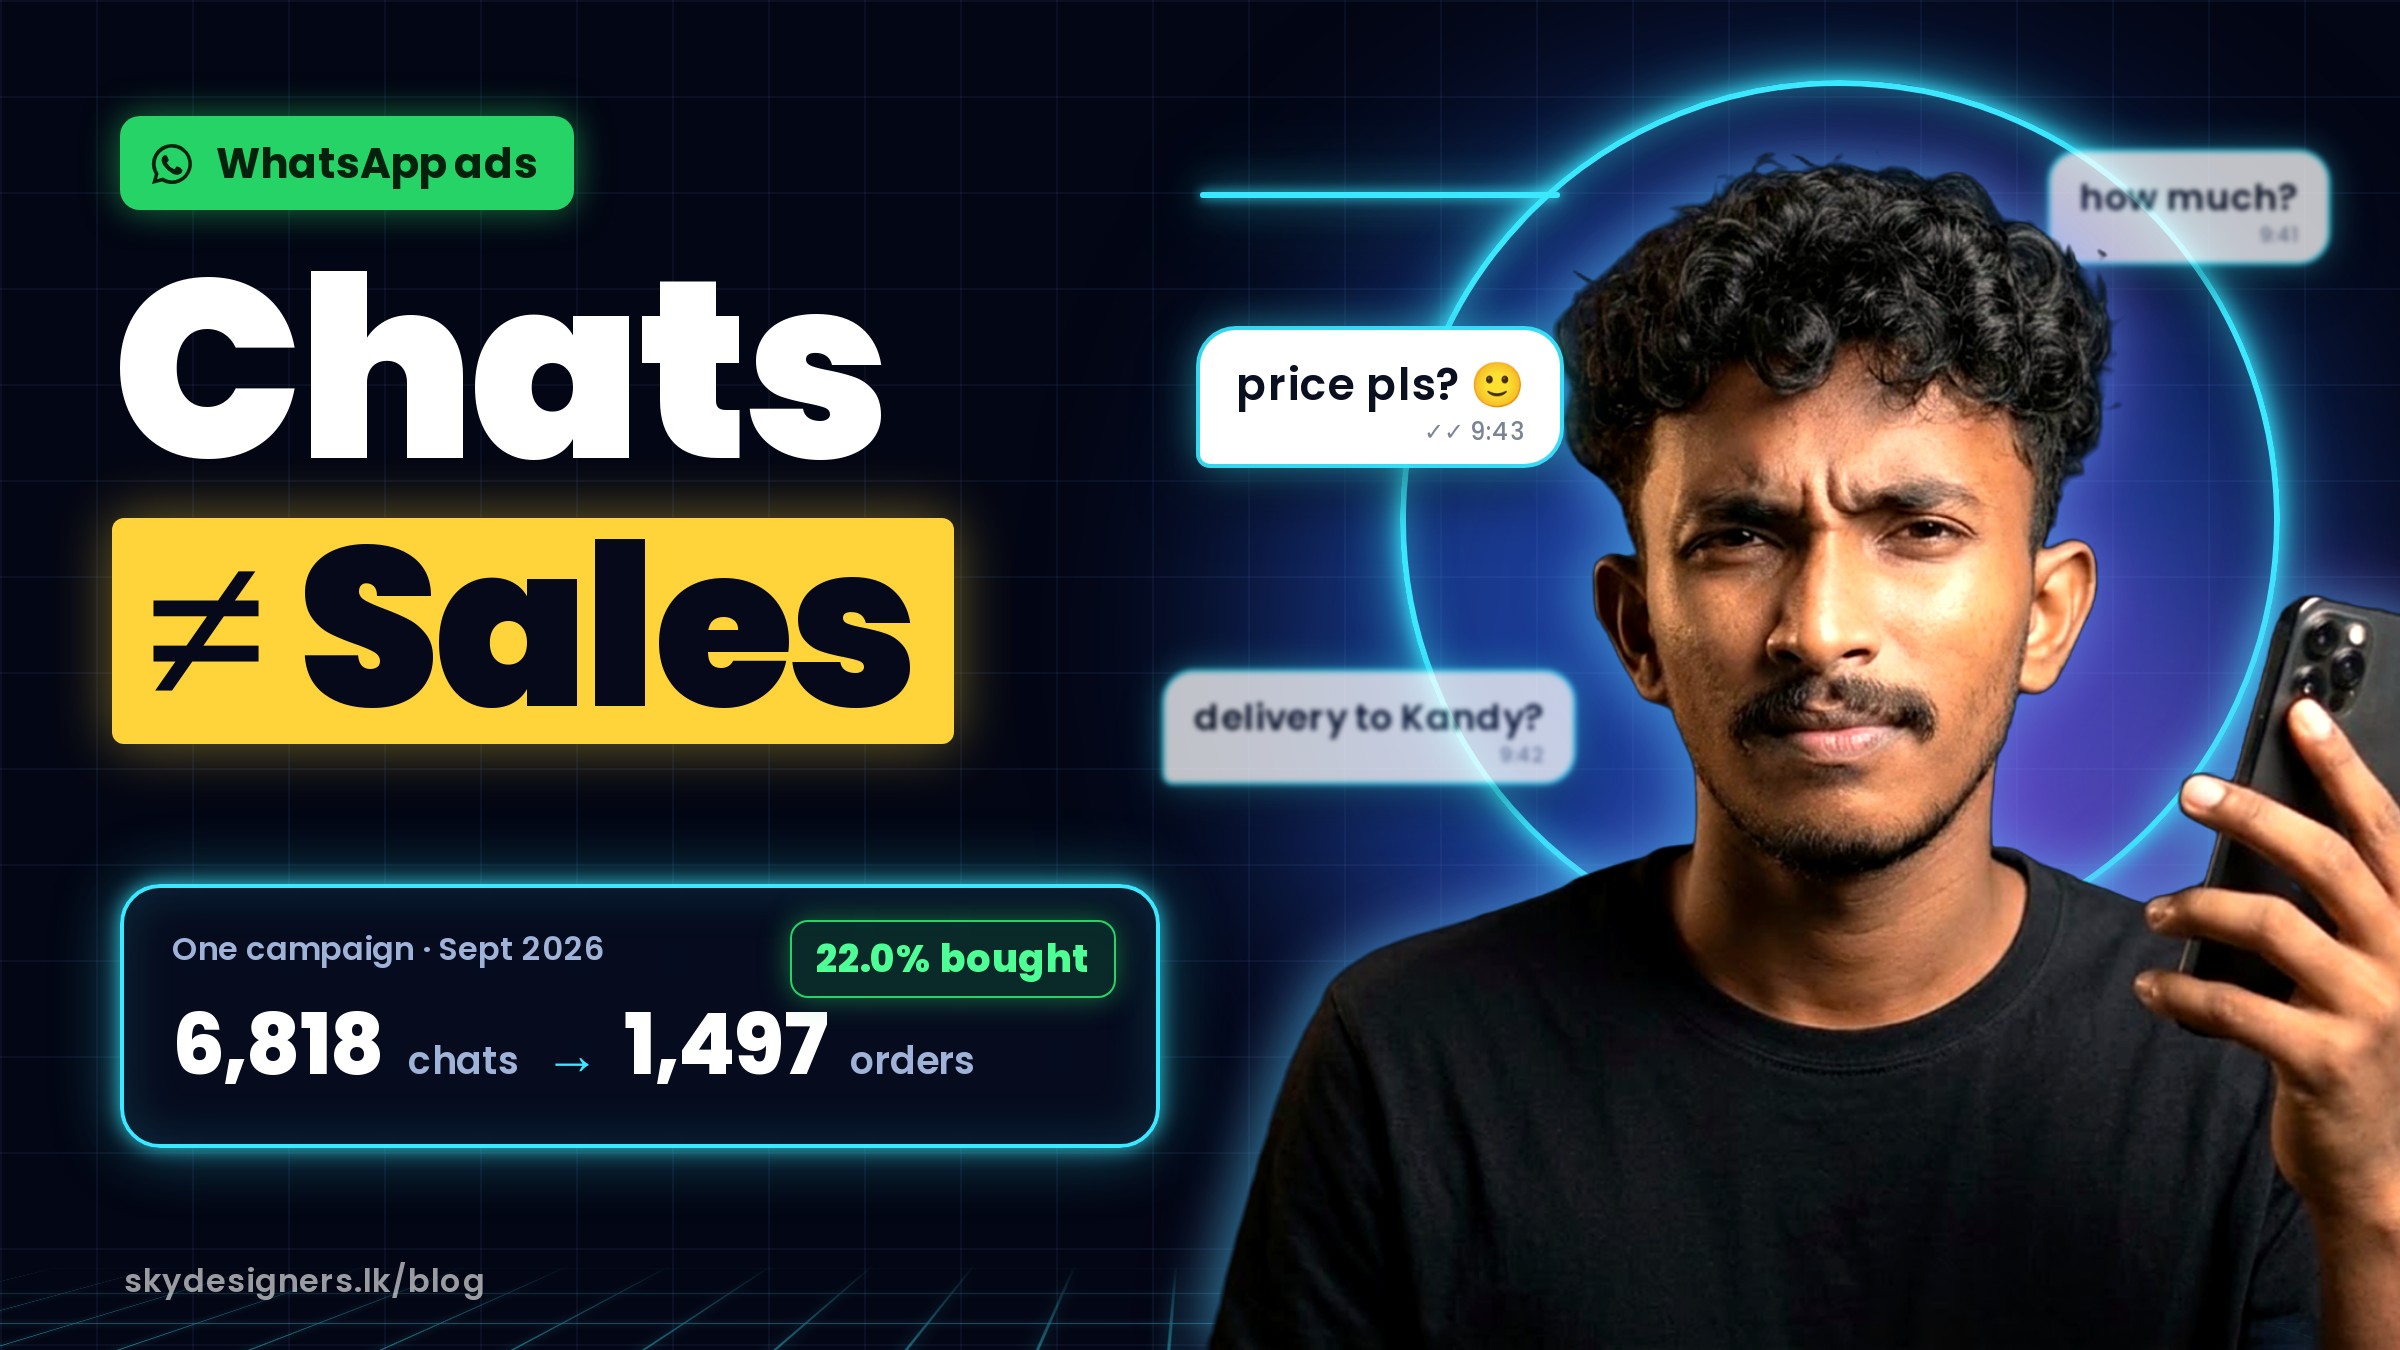 WhatsApp ads
Chats
≠ Sales
how much?
9:41
price pls? 🙂
✓✓ 9:43
delivery to Kandy?
9:42
One campaign · Sept 2026
22.0% bought
6,818 chats → 1,497 orders
skydesigners.lk/blog